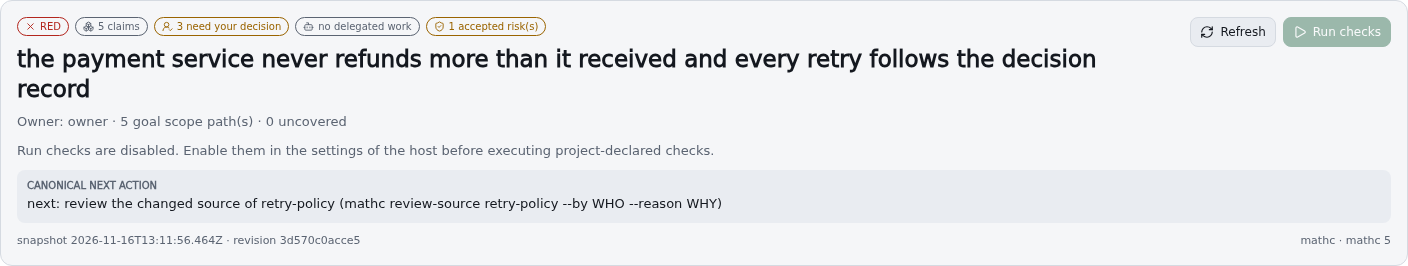 RED 5 claims 3 need your decision no delegated work 1 accepted risk(s) Refresh Run checks
the payment service never refunds more than it received and every retry follows the decision
record
Owner: owner · 5 goal scope path(s) · 0 uncovered
Run checks are disabled. Enable them in the settings of the host before executing project-declared checks.
CANONICAL NEXT ACTION
next: review the changed source of retry-policy (mathc review-source retry-policy --by WHO --reason WHY)
snapshot 2026-11-16T13:11:56.464Z · revision 3d570c0acce5 mathc · mathc 5